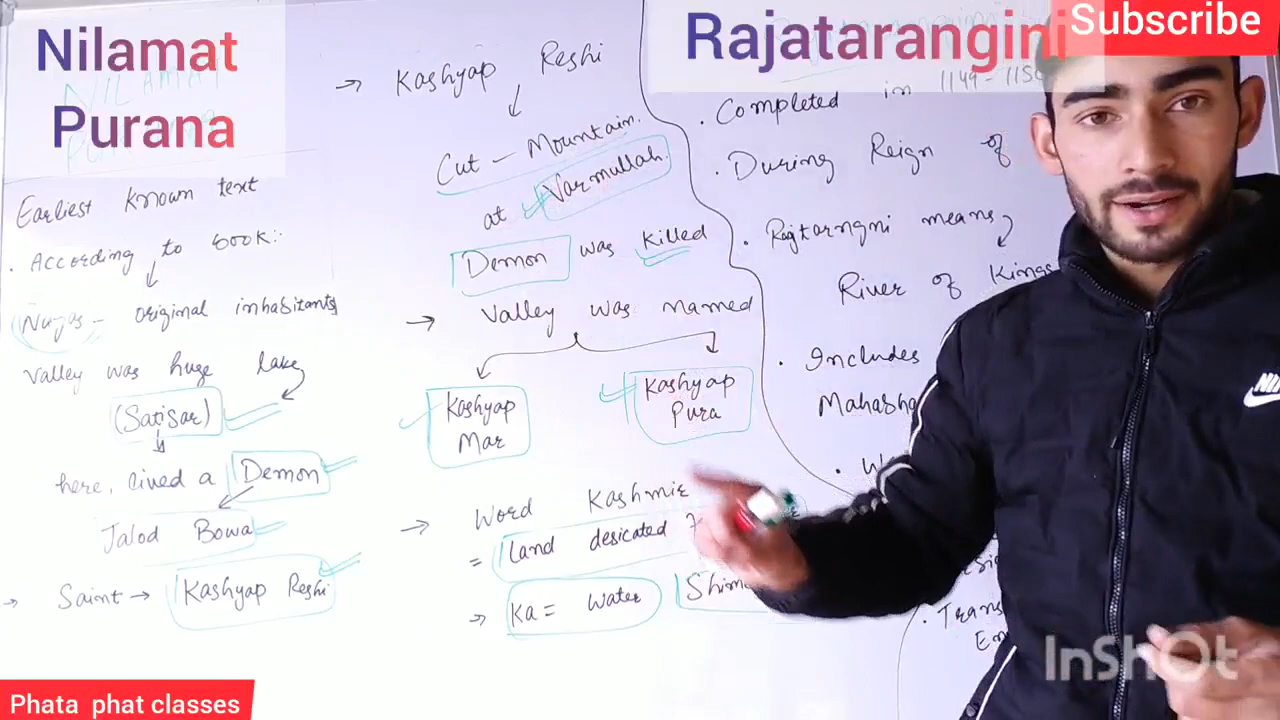 Nilamat
Purana
Earliest known text
. According to book:-
Nagas - original inhabitants
Valley was huge lake
(Satisar)
here, lived a Demon
Jalod Bowa
→ Saint → Kashyap Reshi
→ Kashyap Reshi
Cut - Mountain.
at Varmullah.
Demon was killed
→ Valley was named
Kashyap
Mar
Kashyap
Pura
→ Word Kashmir
= Land desicated
→ Ka = Water
Rajatarangini
Subscribe
. Completed in 1149-115
. During Reign of
. Rajtarngni means
River of Kings
. Includes
NI
Phata phat classes
InShOt